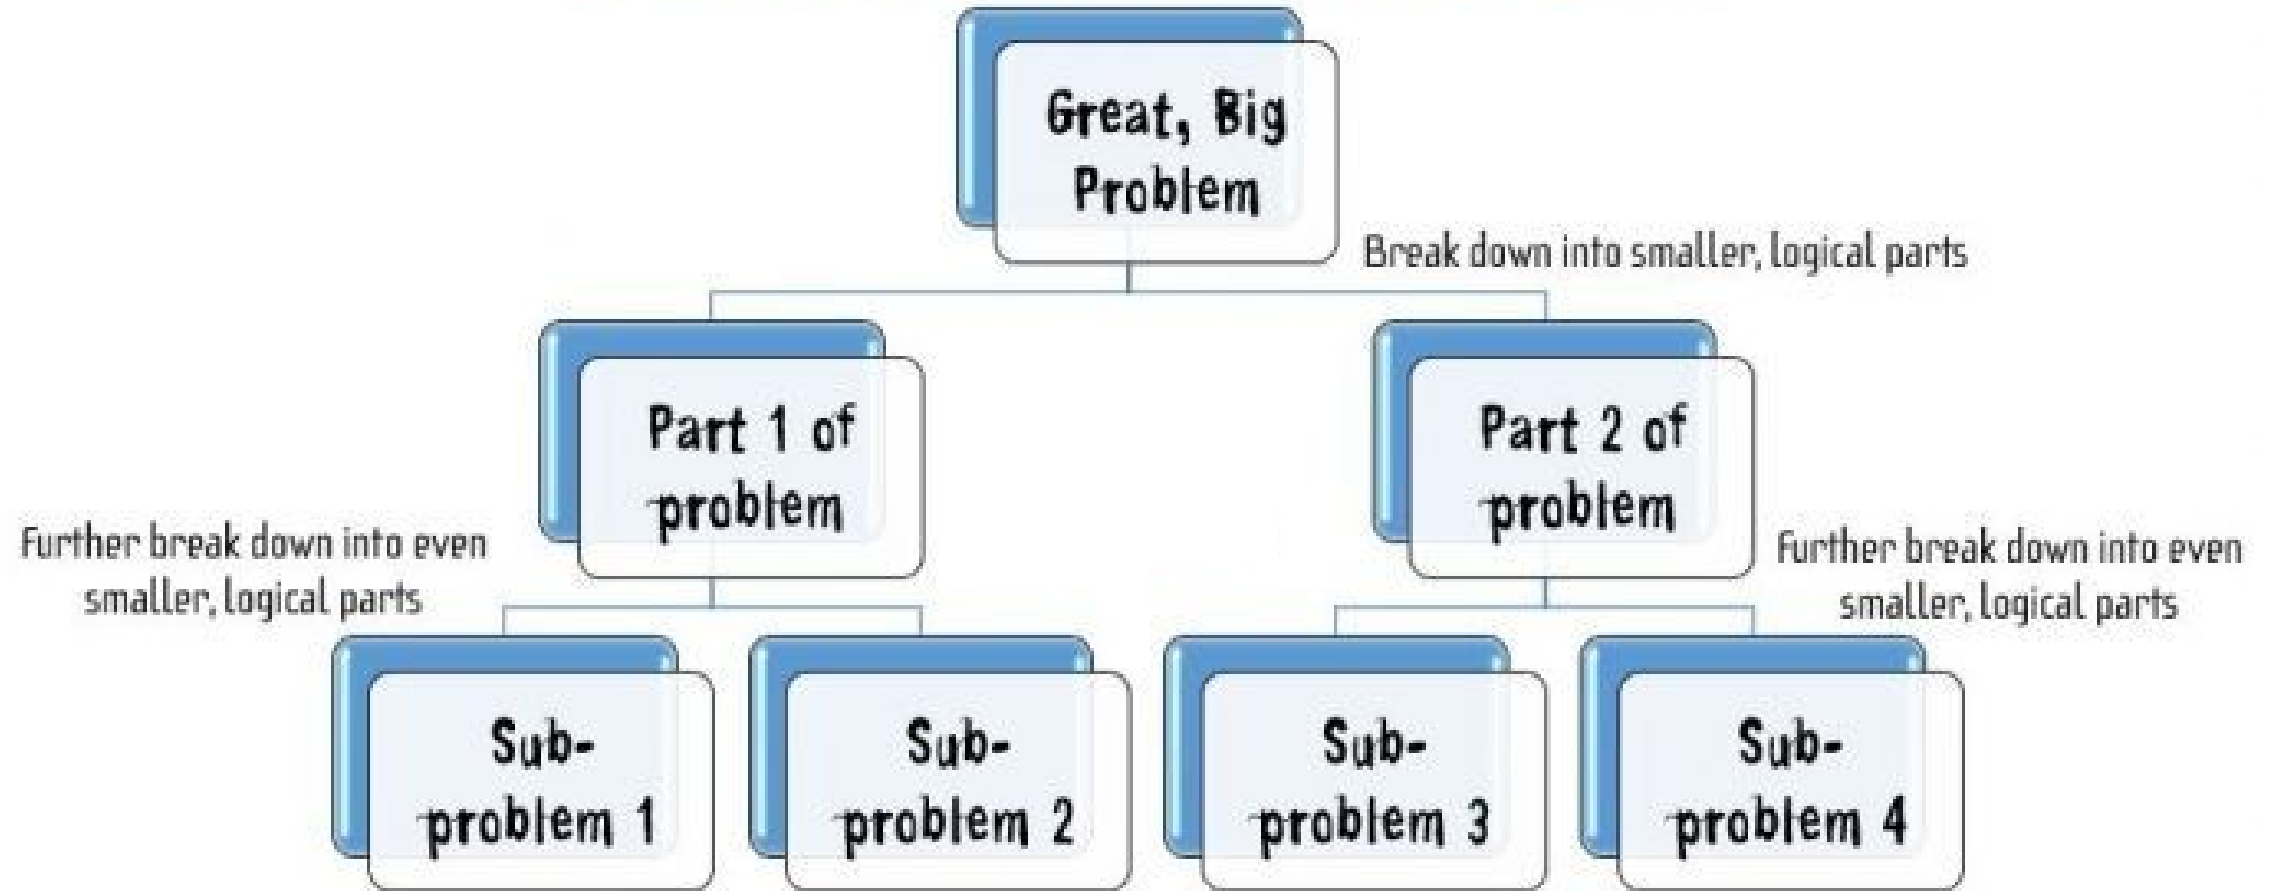 Great, Big
Problem
Break down into smaller, logical parts
Part 1 of
problem
Part 2 of
problem
Further break down into even
smaller, logical parts
Further break down into even
smaller, logical parts
Sub-
problem 1
Sub-
problem 2
Sub-
problem 3
Sub-
problem 4